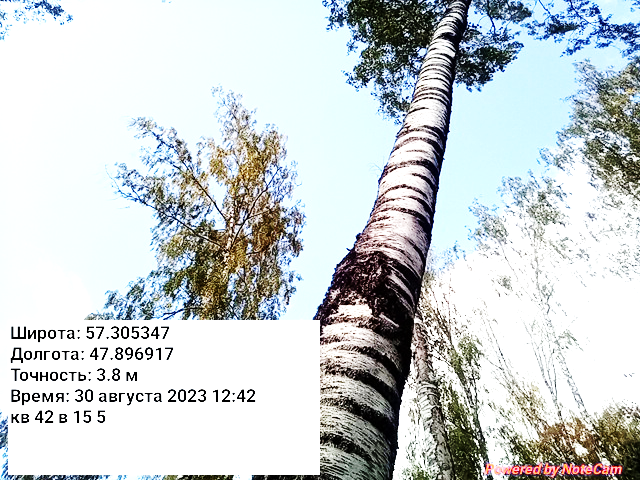 Широта: 57.305347
Долгота: 47.896917
Точность: 3.8 м
Время: 30 августа 2023 12:42
кв 42 в 15 5
Powered by NoteCam